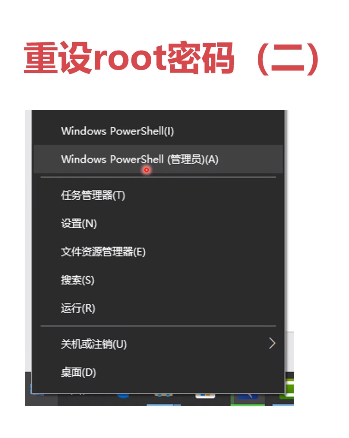 重设root密码（二）
Windows PowerShell(I)
Windows PowerShell (管理员)(A)
任务管理器(T)
设置(N)
文件资源管理器(E)
搜索(S)
运行(R)
关机或注销(U)
桌面(D)